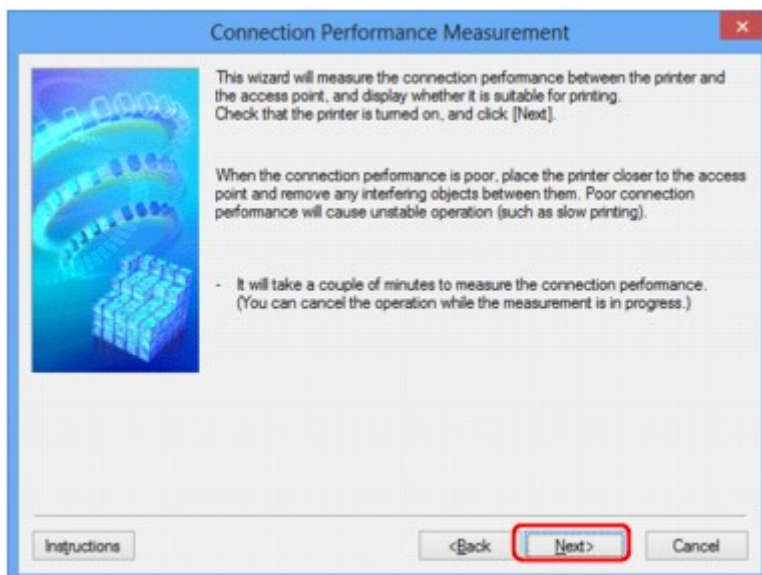 Connection Performance Measurement
This wizard will measure the connection performance between the printer and
the access point, and display whether it is suitable for printing.
Check that the printer is turned on, and click [Next].
When the connection performance is poor, place the printer closer to the access
point and remove any interfering objects between them. Poor connection
performance will cause unstable operation (such as slow printing).
- It will take a couple of minutes to measure the connection performance.
(You can cancel the operation while the measurement is in progress.)
Instructions
<Back
Next>
Cancel